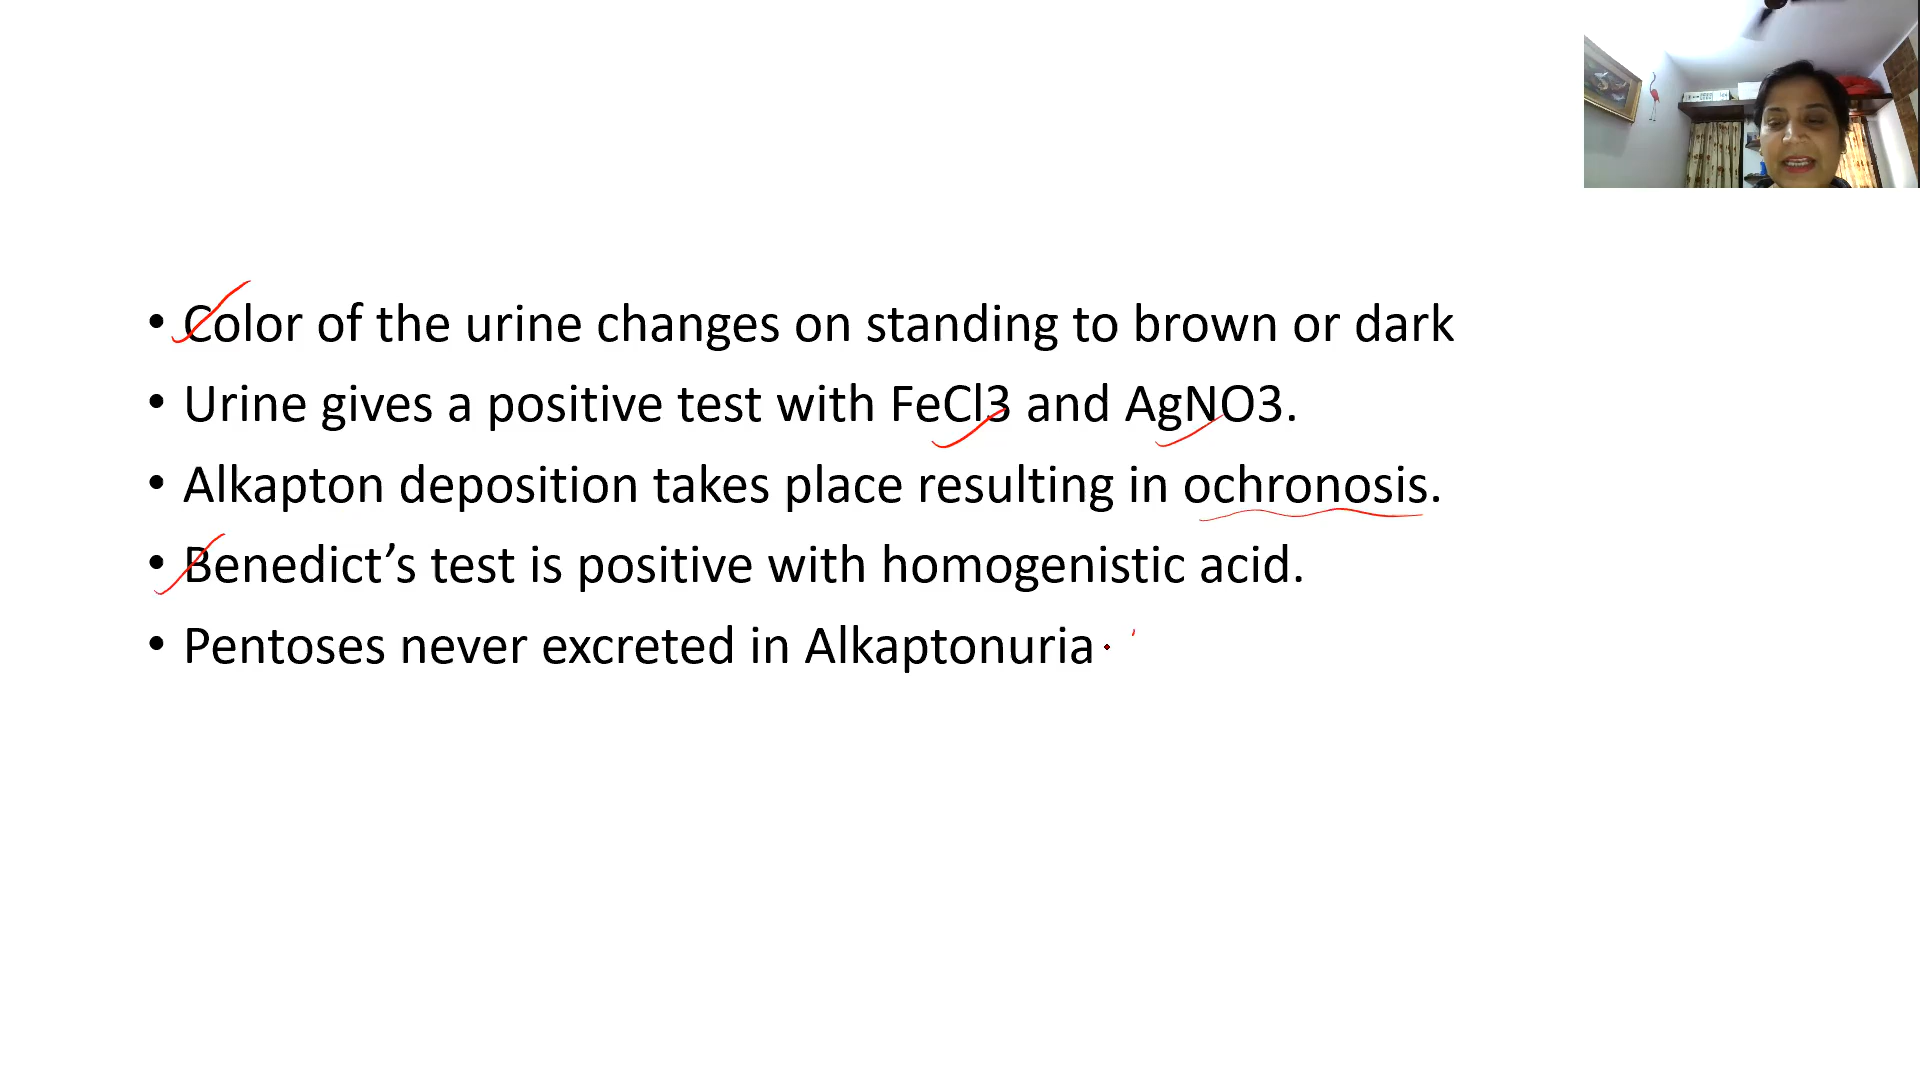 • Color of the urine changes on standing to brown or dark
• Urine gives a positive test with FeCl3 and AgNO3.
• Alkapton deposition takes place resulting in ochronosis.
• Benedict’s test is positive with homogenistic acid.
• Pentoses never excreted in Alkaptonuria